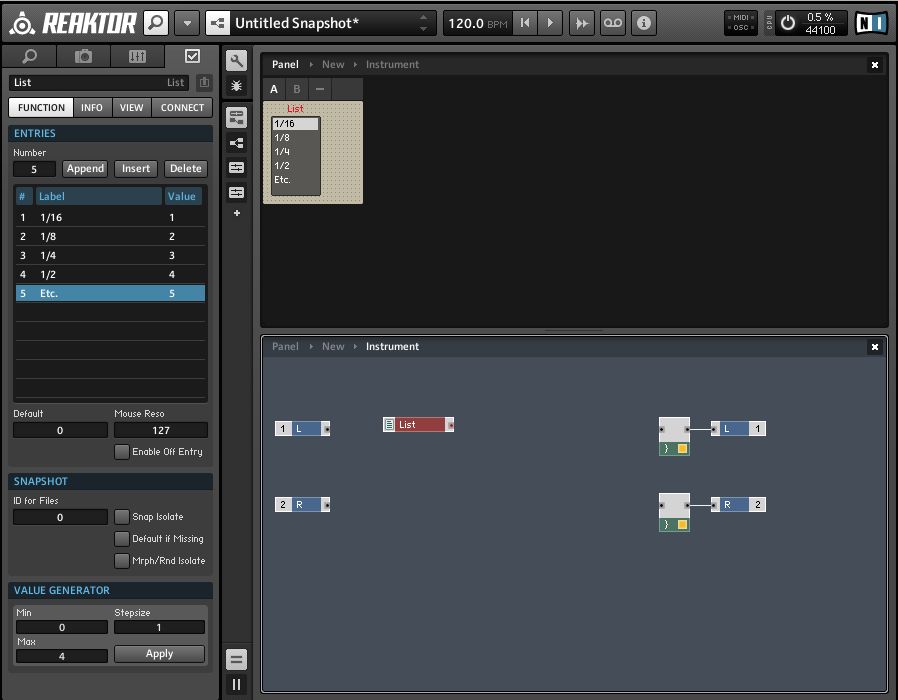 REAKTOR
Untitled Snapshot*
120.0 BPM
MIDI
OSC
CPU
0.5 %
44100
NI
List List
FUNCTION INFO VIEW CONNECT
ENTRIES
Number
5 Append Insert Delete
# Label Value
1 1/16 1
2 1/8 2
3 1/4 3
4 1/2 4
5 Etc. 5
Default Mouse Reso
0 127
Enable Off Entry
SNAPSHOT
ID for Files
0 Snap Isolate
Default if Missing
Mrph/Rnd Isolate
VALUE GENERATOR
Min Stepsize
0 1
Max
4 Apply
Panel New Instrument
A B
List
1/16
1/8
1/4
1/2
Etc.
Panel New Instrument
1 L List L 1
2 R R 2